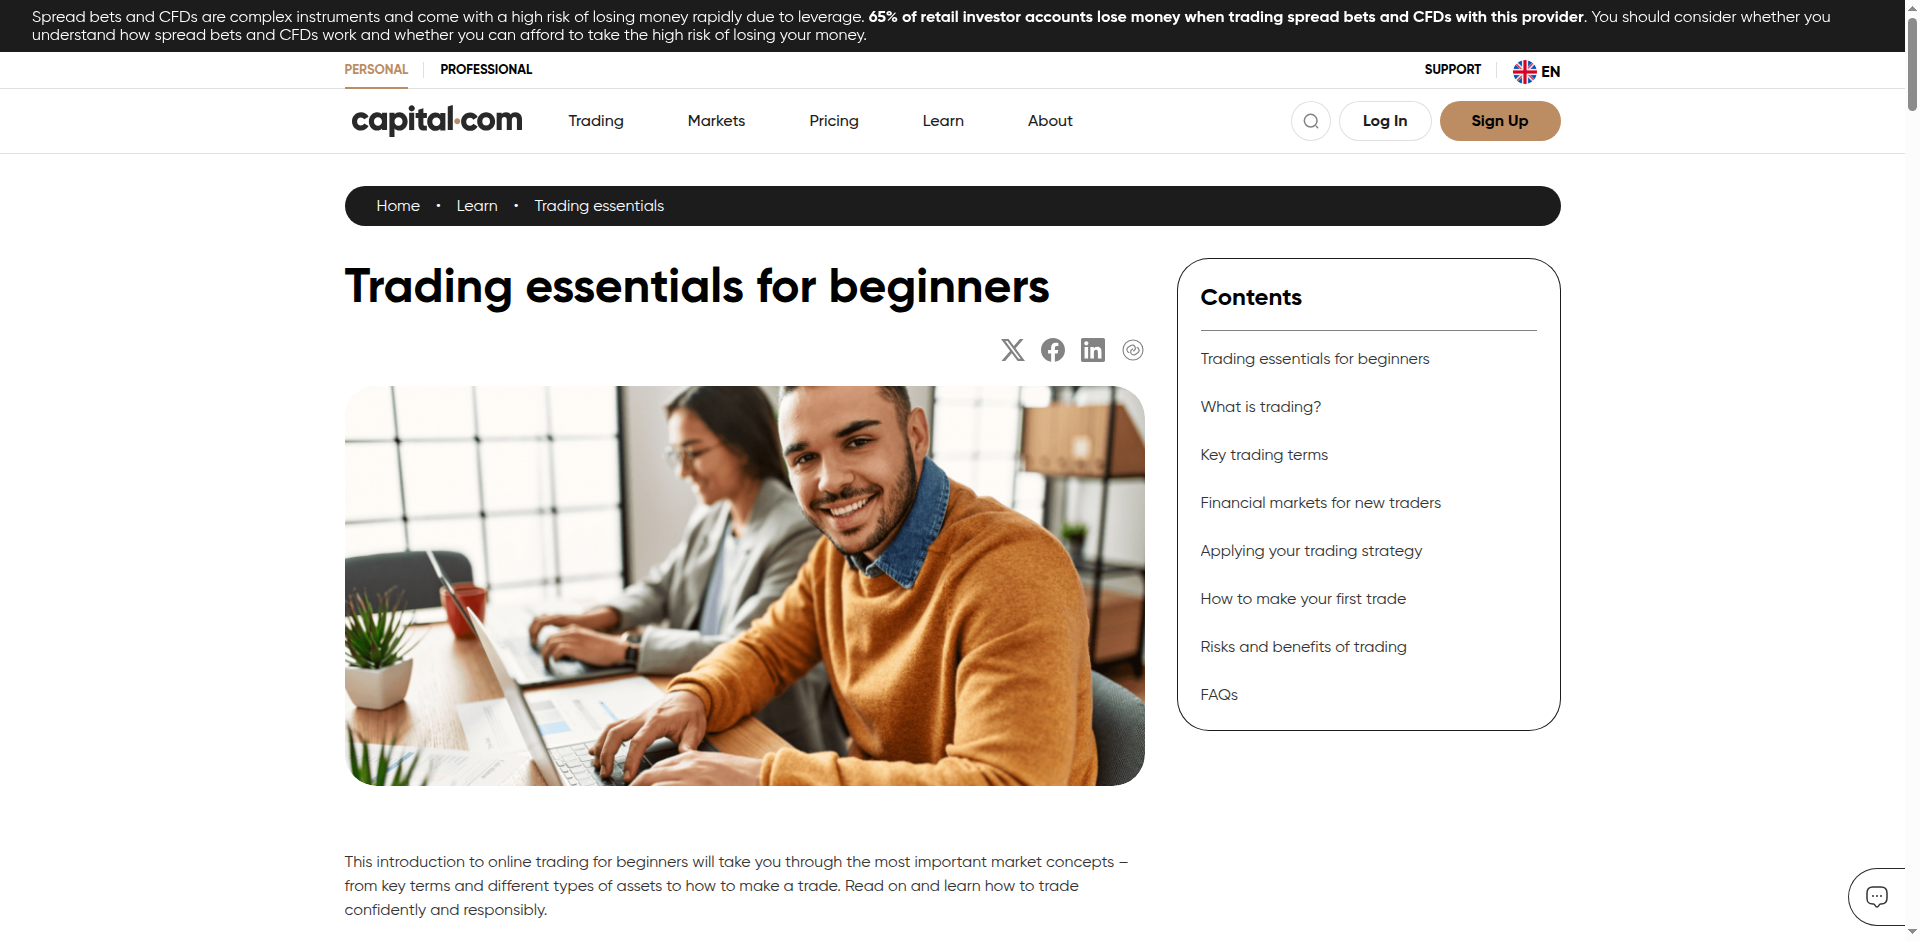 Spread bets and CFDs are complex instruments and come with a high risk of losing money rapidly due to leverage. 65% of retail investor accounts lose money when trading spread bets and CFDs with this provider. You should consider whether you
understand how spread bets and CFDs work and whether you can afford to take the high risk of losing your money.
PERSONAL PROFESSIONAL SUPPORT EN
capital.com Trading Markets Pricing Learn About Log In Sign Up
Home • Learn • Trading essentials
Trading essentials for beginners
Contents
Trading essentials for beginners
What is trading?
Key trading terms
Financial markets for new traders
Applying your trading strategy
How to make your first trade
Risks and benefits of trading
FAQs
This introduction to online trading for beginners will take you through the most important market concepts –
from key terms and different types of assets to how to make a trade. Read on and learn how to trade
confidently and responsibly.